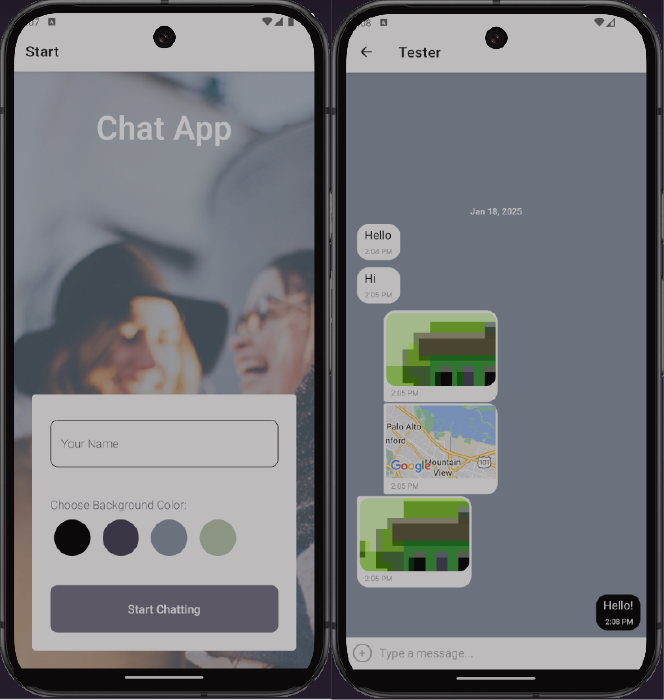 Start
Chat App
Your Name
Choose Background Color:
Start Chatting
Tester
Jan 18, 2025
Hello
2:04 PM
Hi
2:05 PM
2:05 PM
Palo Alto
nford
Google
Mountain
View
101
2:05 PM
2:05 PM
Hello!
2:08 PM
Type a message...